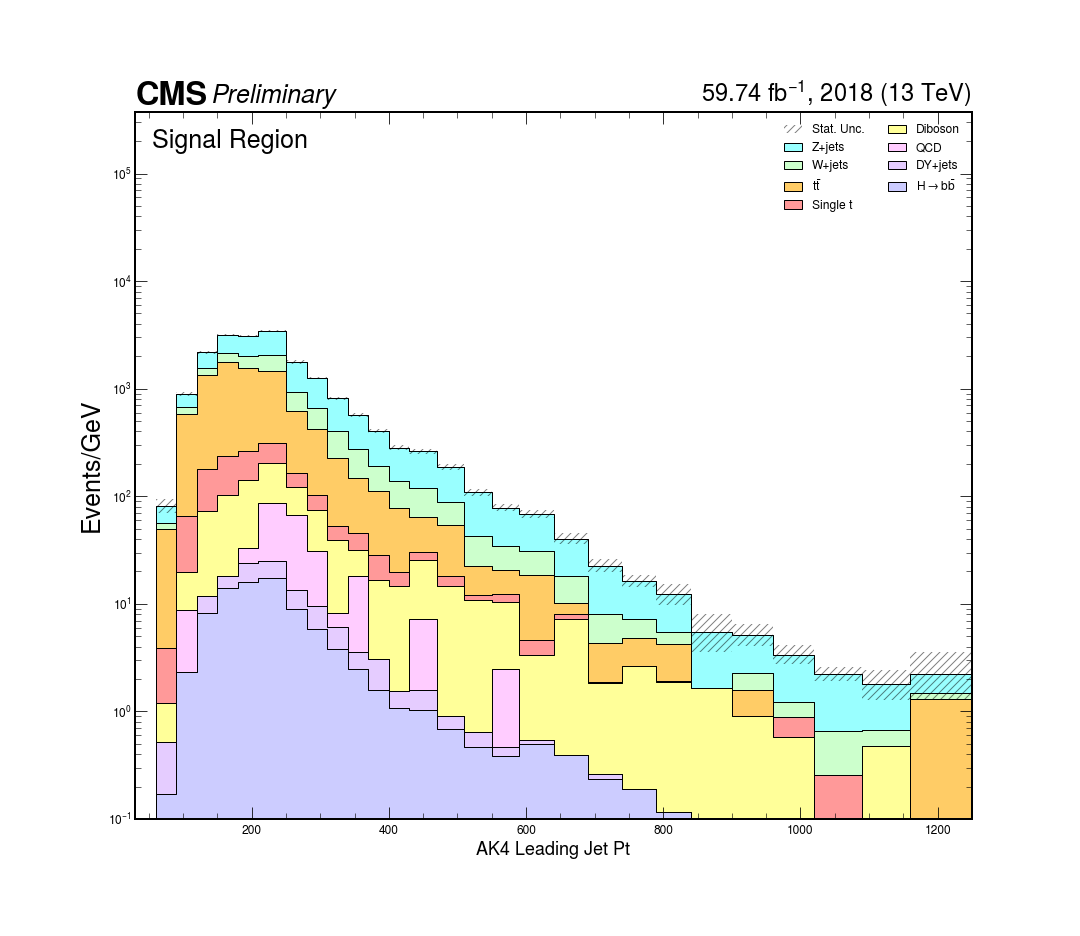 CMS Preliminary 59.74 fb⁻¹, 2018 (13 TeV)
Signal Region
Stat. Unc.
Z+jets
W+jets
tt̄
Single t
Diboson
QCD
DY+jets
H→bb̄
Events/GeV
10⁵
10⁴
10³
10²
10¹
10⁰
10⁻¹
200 400 600 800 1000 1200
AK4 Leading Jet Pt